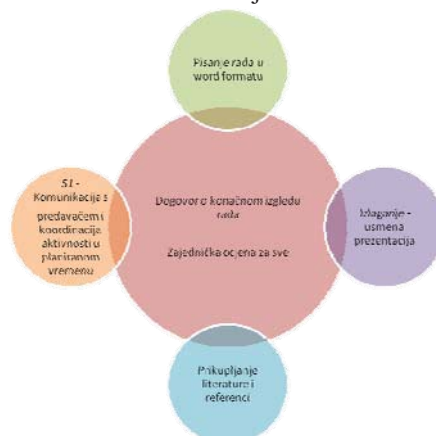 Pisanje rada u
word formatu
S1 -
Komunikacija s
predavačem i
koordinacija
aktivnosti u
planiranom
vremenu
Dogovor o konačnom izgledu
rada
Zajednička ocjena za sve
Izlaganje -
usmena
prezentacija
Prikupljanje
literature i
referenci